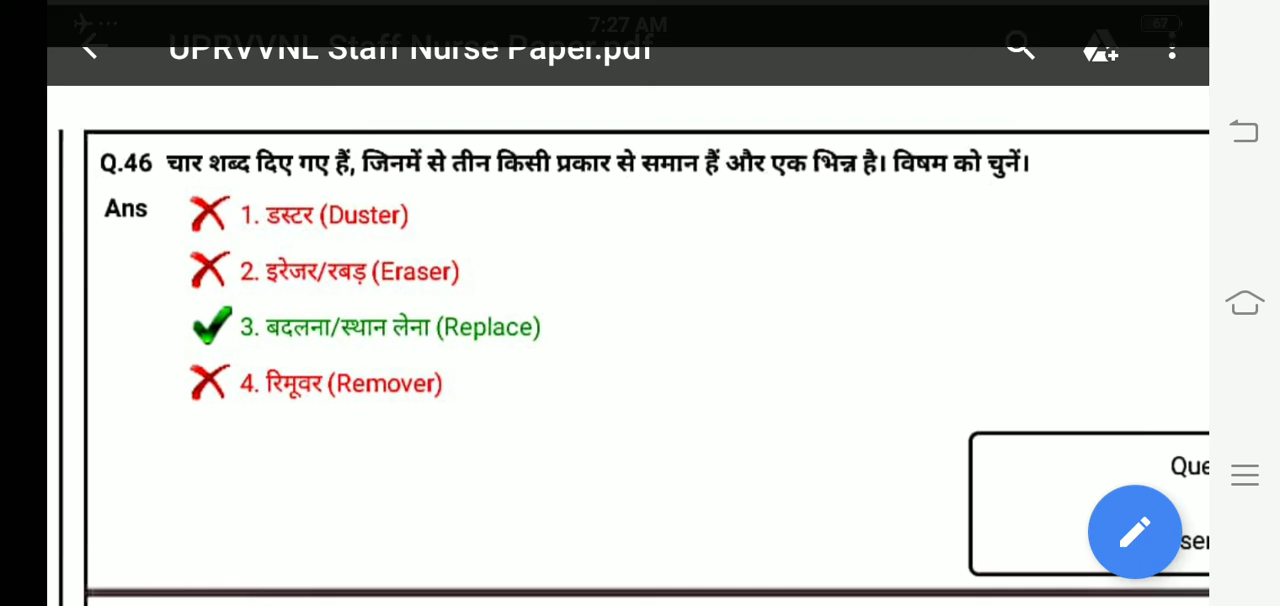 7:27 AM
67
UPRVVNL Staff Nurse Paper.pdf
Q.46 चार शब्द दिए गए हैं, जिनमें से तीन किसी प्रकार से समान हैं और एक भिन्न है। विषम को चुनें।
Ans
1. डस्टर (Duster)
2. इरेजर/रबड़ (Eraser)
3. बदलना/स्थान लेना (Replace)
4. रिमूवर (Remover)
Que